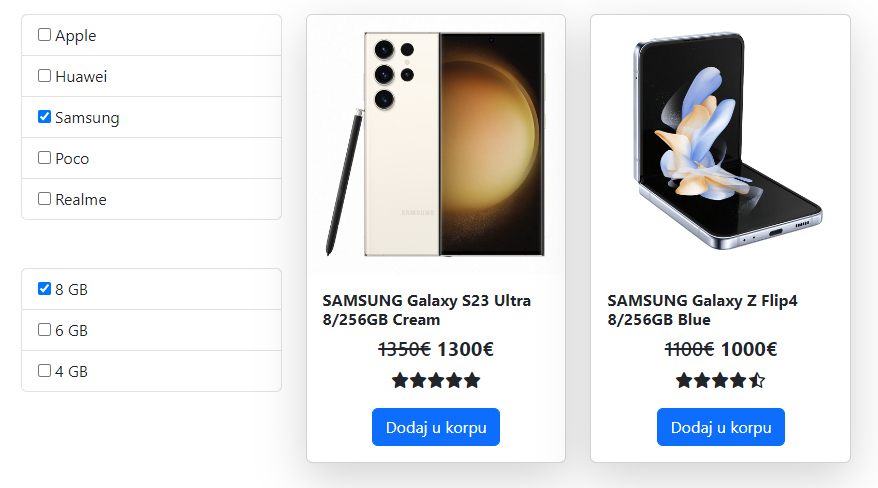 Apple
Huawei
Samsung
Poco
Realme
8 GB
6 GB
4 GB
SAMSUNG
SAMSUNG Galaxy S23 Ultra
8/256GB Cream
1350€ 1300€
Dodaj u korpu
SAMSUNG Galaxy Z Flip4
8/256GB Blue
1100€ 1000€
Dodaj u korpu